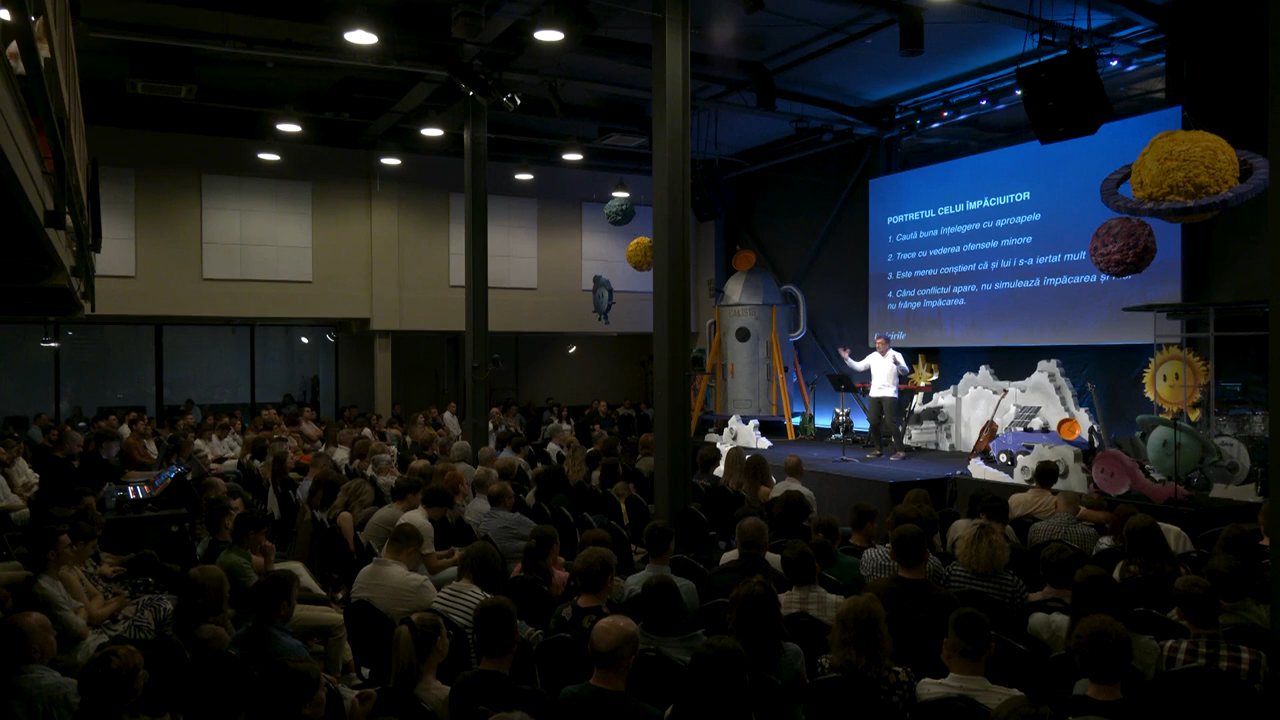 PORTRETUL CELUI ÎMPĂCIUITOR
1. Caută buna înțelegere cu aproapele
2. Trece cu vederea ofensele minore
3. Este mereu conștient că și lui i s-a iertat mult
4. Când conflictul apare, nu simulează împăcarea și
nu frânge împăcarea.